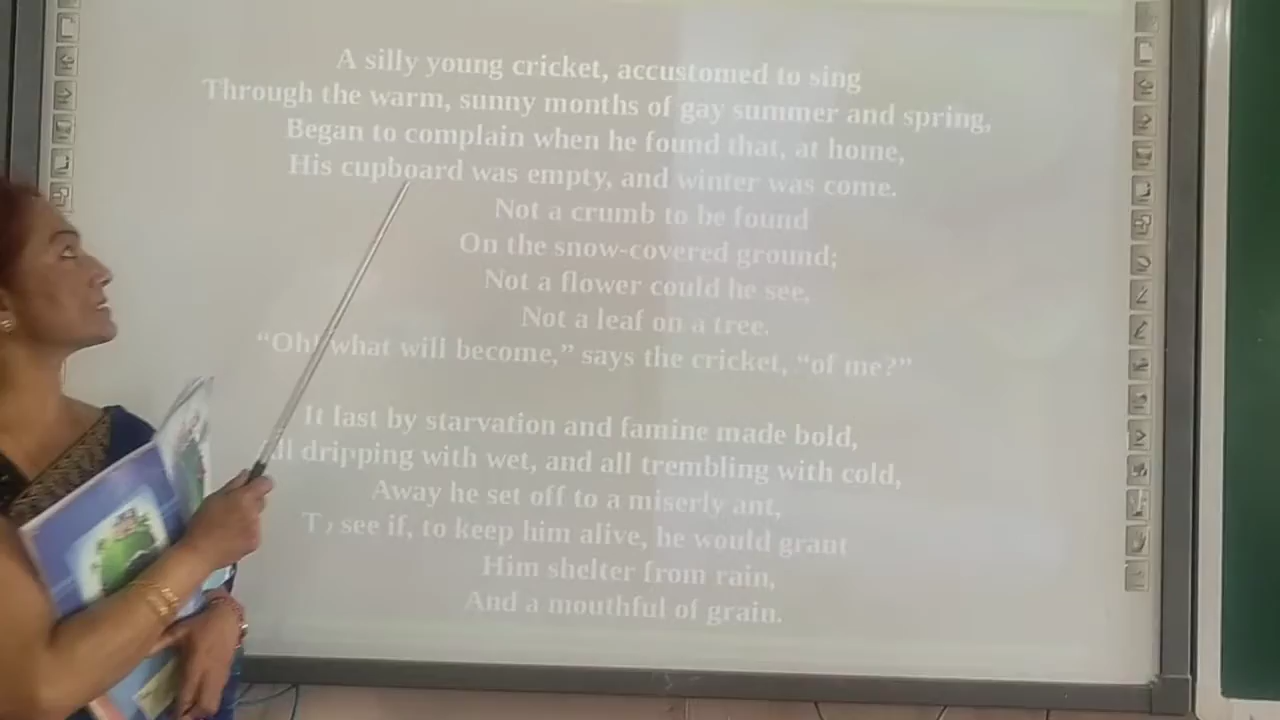 A silly young cricket, accustomed to sing
Through the warm, sunny months of gay summer and spring,
Began to complain when he found that, at home,
His cupboard was empty, and winter was come.
Not a crumb to be found
On the snow-covered ground;
Not a flower could he see,
Not a leaf on a tree.
“Oh! what will become,” says the cricket, “of me?”
It last by starvation and famine made bold,
ll dripping with wet, and all trembling with cold,
Away he set off to a miserly ant,
T see if, to keep him alive, he would grant
Him shelter from rain,
And a mouthful of grain.